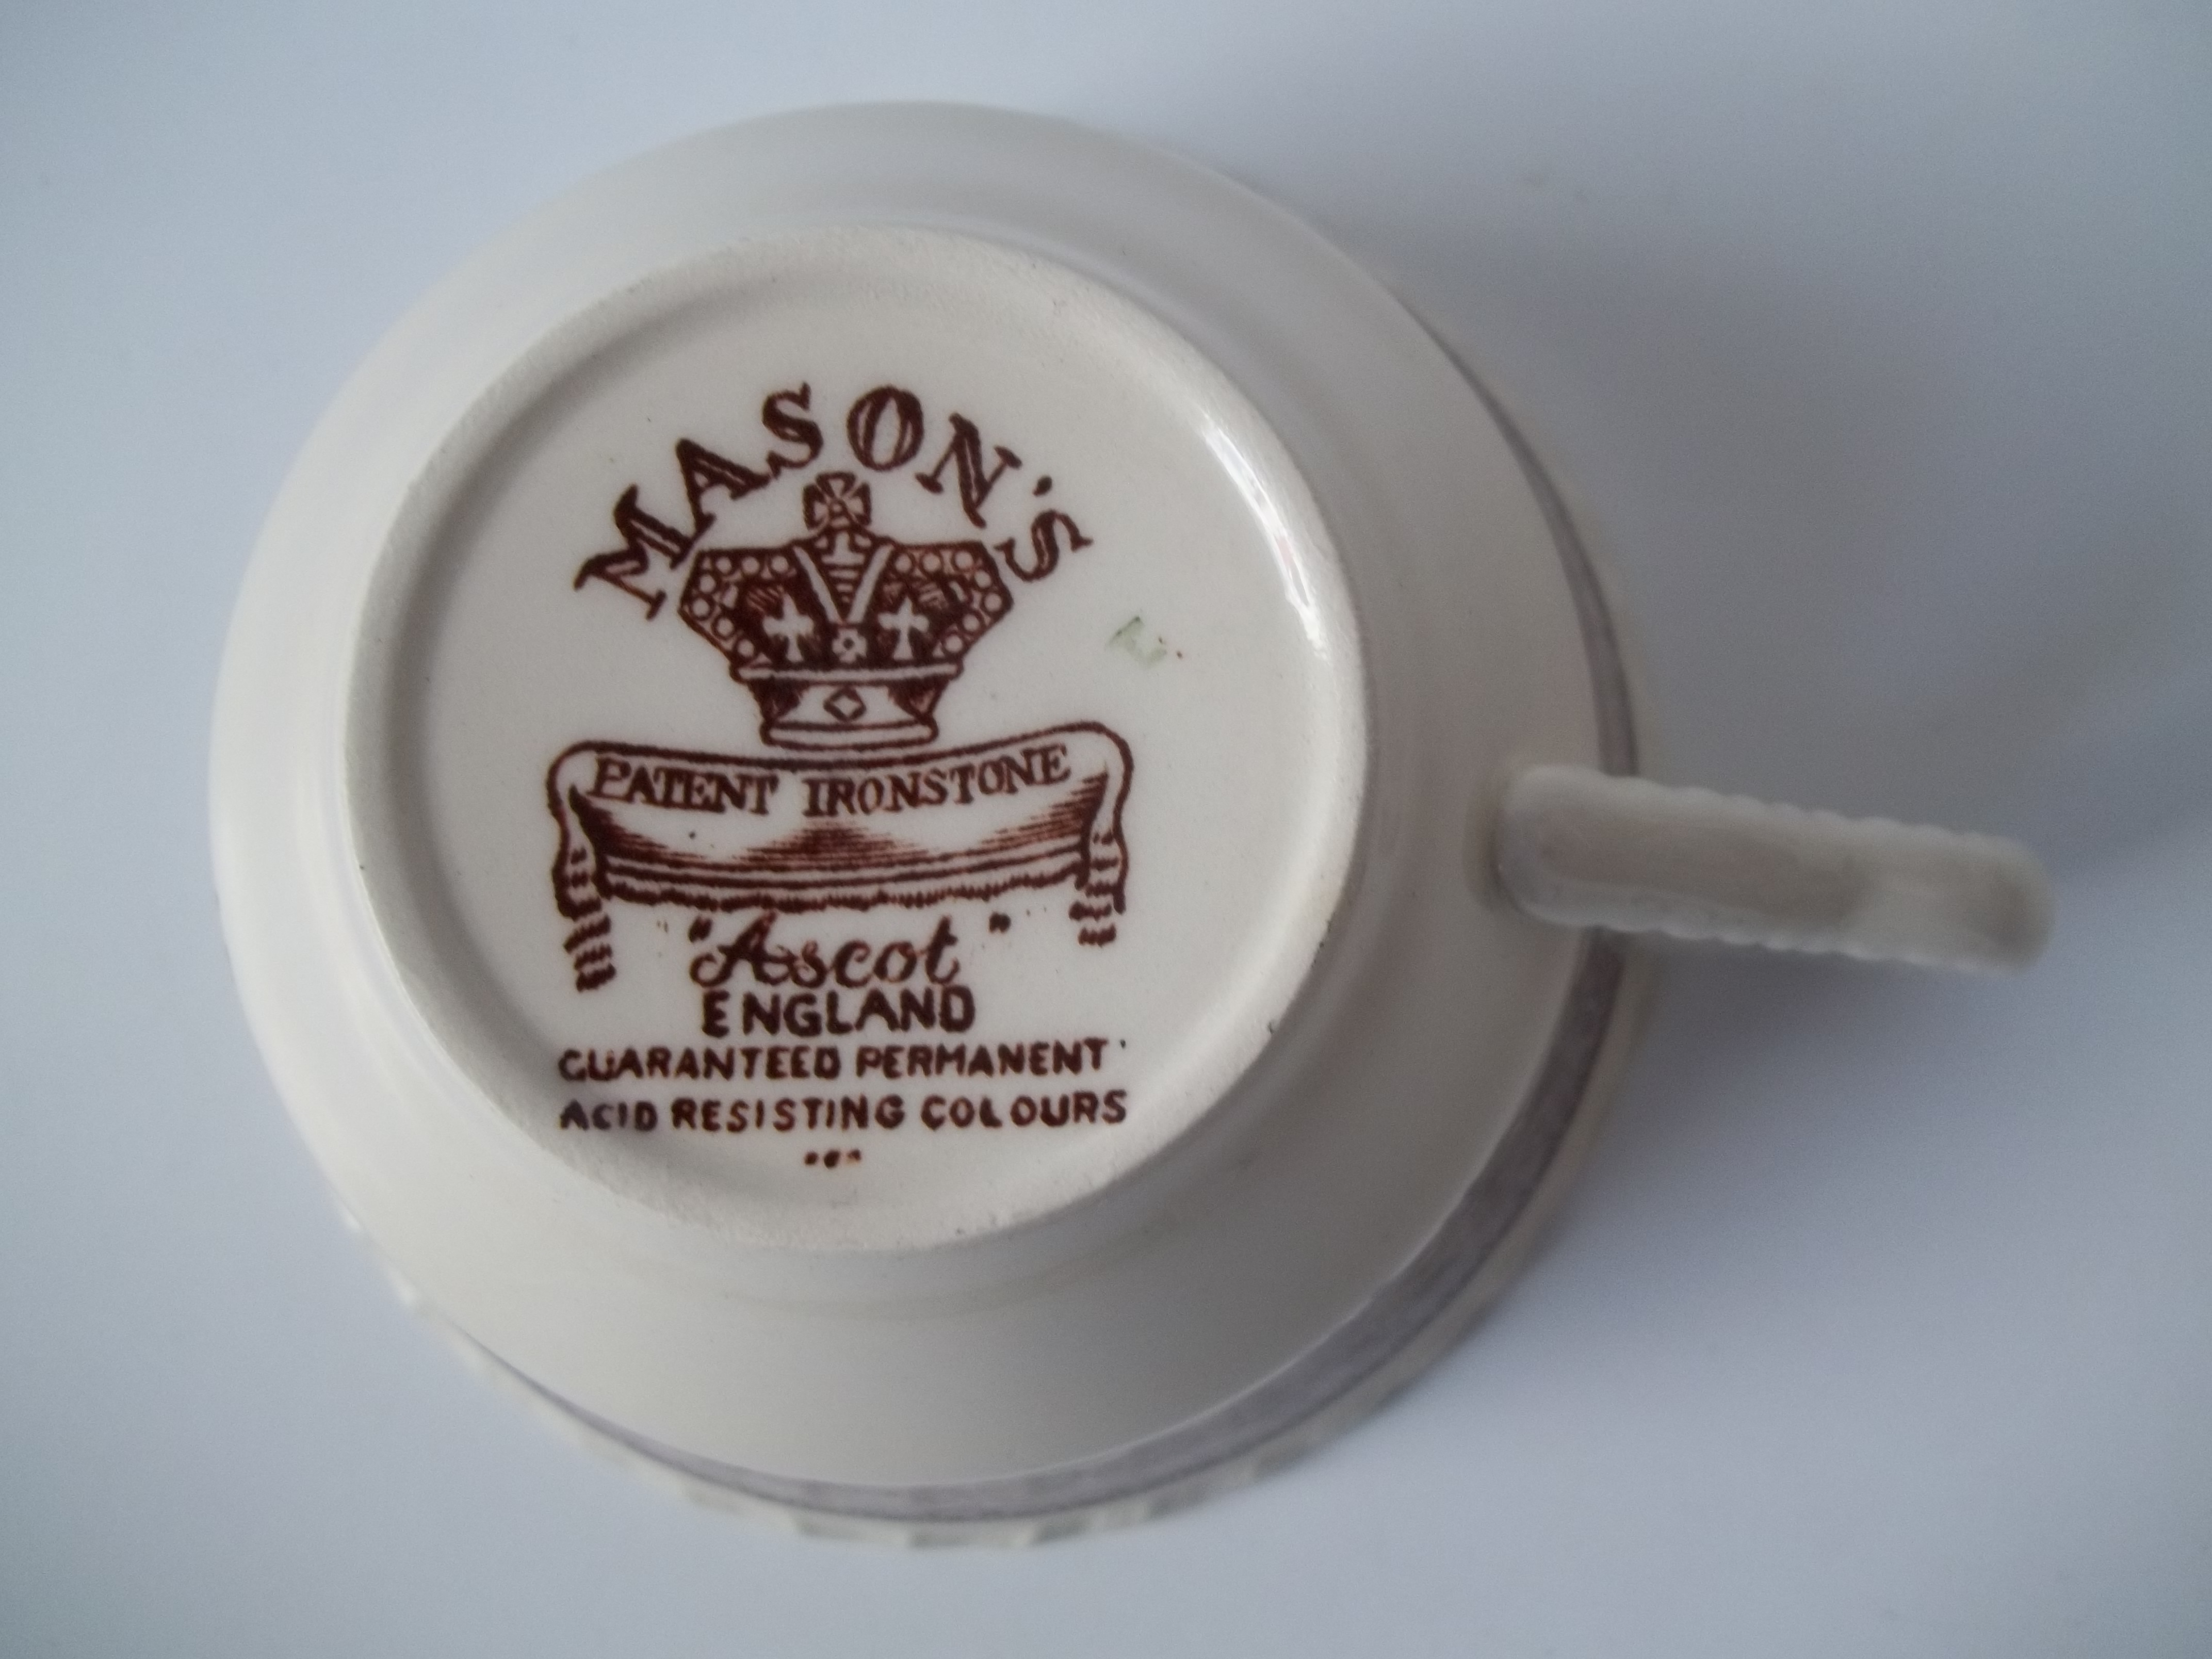 MASON'S
PATENT IRONSTONE
"Ascot"
ENGLAND
GUARANTEED PERMANENT
ACID RESISTING COLOURS